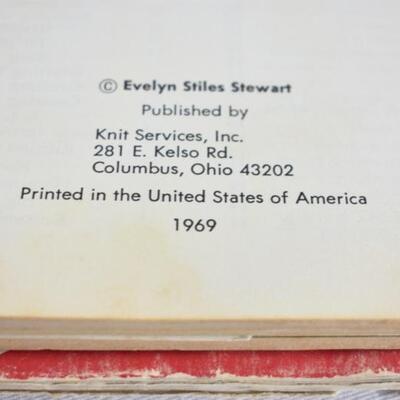 © Evelyn Stiles Stewart
Published by
Knit Services, Inc.
281 E. Kelso Rd.
Columbus, Ohio 43202
Printed in the United States of America
1969